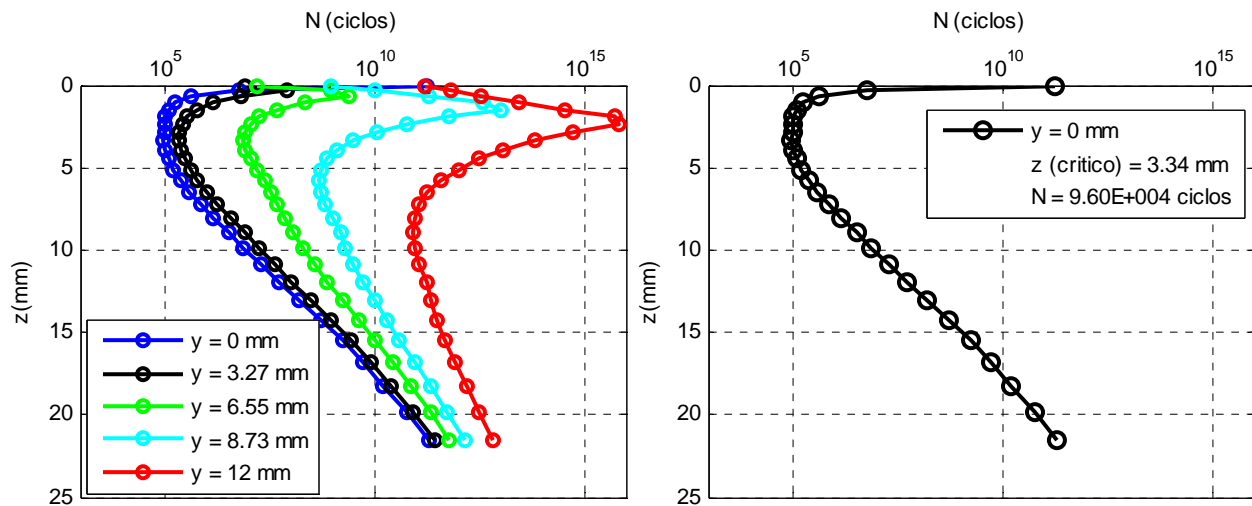 N (ciclos)
10^5 10^10 10^15
0
5
10
15
20
25
z(mm)
y = 0 mm
y = 3.27 mm
y = 6.55 mm
y = 8.73 mm
y = 12 mm
N (ciclos)
10^5 10^10 10^15
0
5
10
15
20
25
z(mm)
y = 0 mm
z (critico) = 3.34 mm
N = 9.60E+004 ciclos